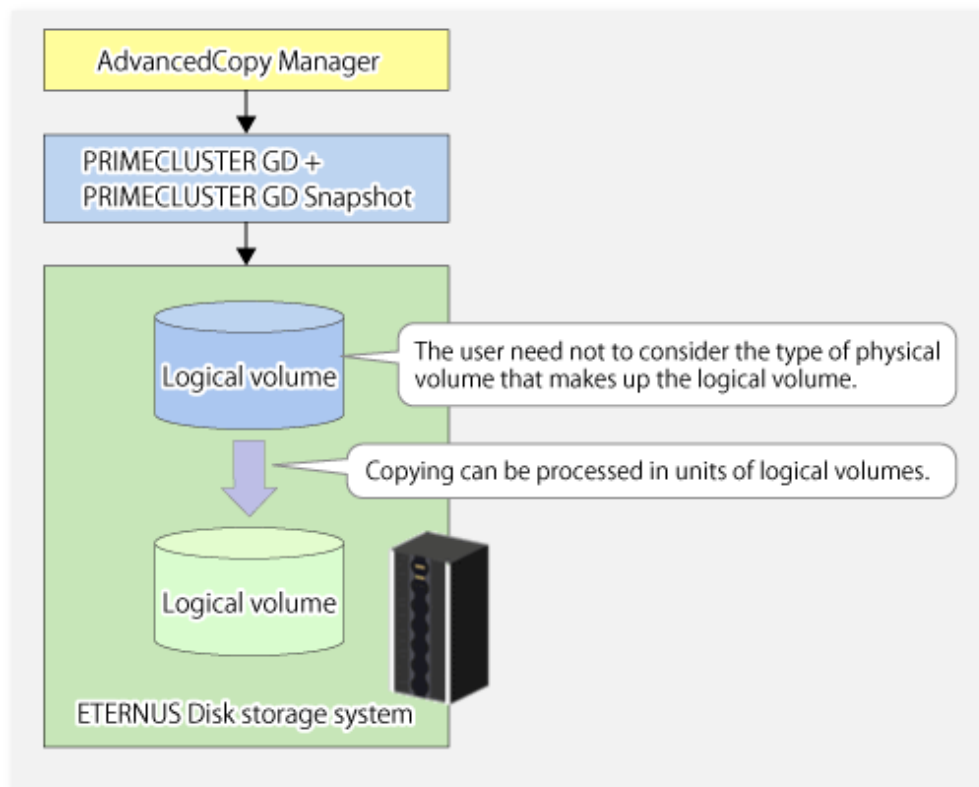 AdvancedCopy Manager
PRIMECLUSTER GD +
PRIMECLUSTER GD Snapshot
Logical volume
The user need not to consider the type of physical
volume that makes up the logical volume.
Copying can be processed in units of logical volumes.
Logical volume
ETERNUS Disk storage system